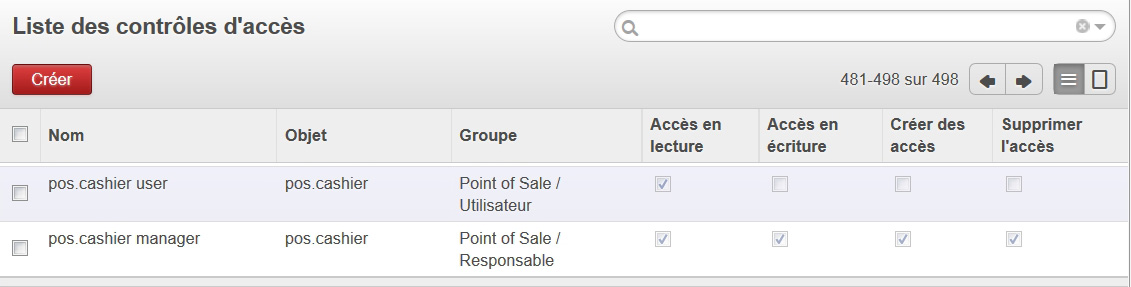 Liste des contrôles d'accès
Créer
481-498 sur 498
Nom Objet Groupe Accès en lecture Accès en écriture Créer des accès Supprimer l'accès
pos.cashier user pos.cashier Point of Sale / Utilisateur
pos.cashier manager pos.cashier Point of Sale / Responsable